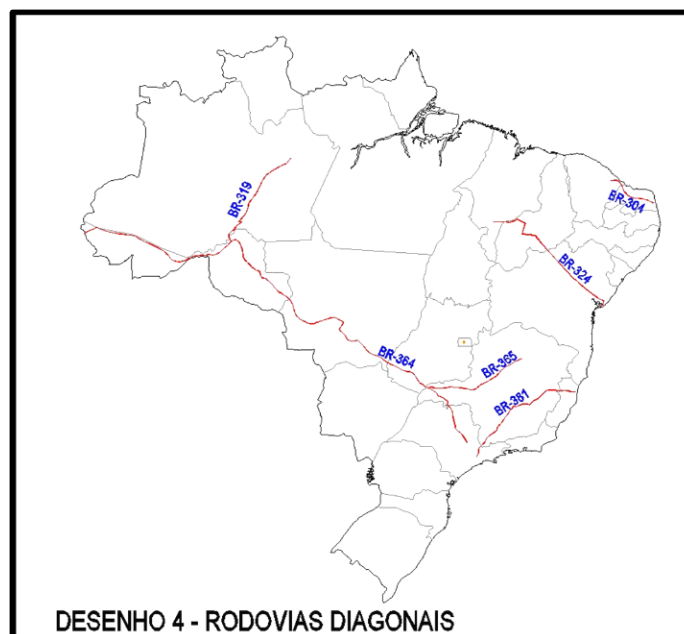 BR-319
BR-304
BR-324
BR-364
BR-365
BR-381
DESENHO 4 - RODOVIAS DIAGONAIS